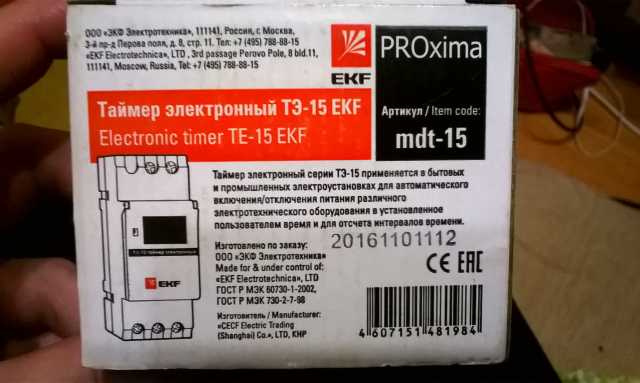 ООО «ЭКФ Электротехника», 111141, Россия, г. Москва,
3-й пр-д Перова поля, д. 8, стр. 11. Тел: +7 (495) 788-88-15
«EKF Electrotechnica», LTD , 3rd passage Perovo Pole, 8 bld.11,
111141, Moscow, Russia, Tel: +7 (495) 788-88-15
EKF
PROxima
Таймер электронный ТЭ-15 EKF
Electronic timer TE-15 EKF
Артикул / Item code:
mdt-15
Таймер электронный серии ТЭ-15 применяется в бытовых
и промышленных электроустановках для автоматического
включения/отключения питания различного
электротехнического оборудования в установленное
пользователем время и для отсчета интервалов времени.
Изготовлено по заказу:
ООО «ЭКФ Электротехника»
Made for & under control of:
«EKF Electrotechnica», LTD
ГОСТ Р МЭК 60730-1-2002,
ГОСТ Р МЭК 730-2-7-98
20161101112
CE EAC
Изготовитель / Manufacturer:
«CECF Electric Trading
(Shanghai) Co.», LTD, КНР
4 607151 481984
ТЭ-15 таймер электронный
EKF